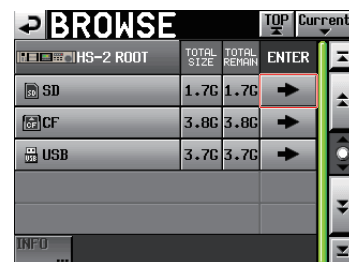 BROWSE TOP Current
HS-2 ROOT TOTAL SIZE TOTAL REMAIN ENTER
SD 1.7G 1.7G
CF 3.8G 3.8G
USB 3.7G 3.7G
INFO